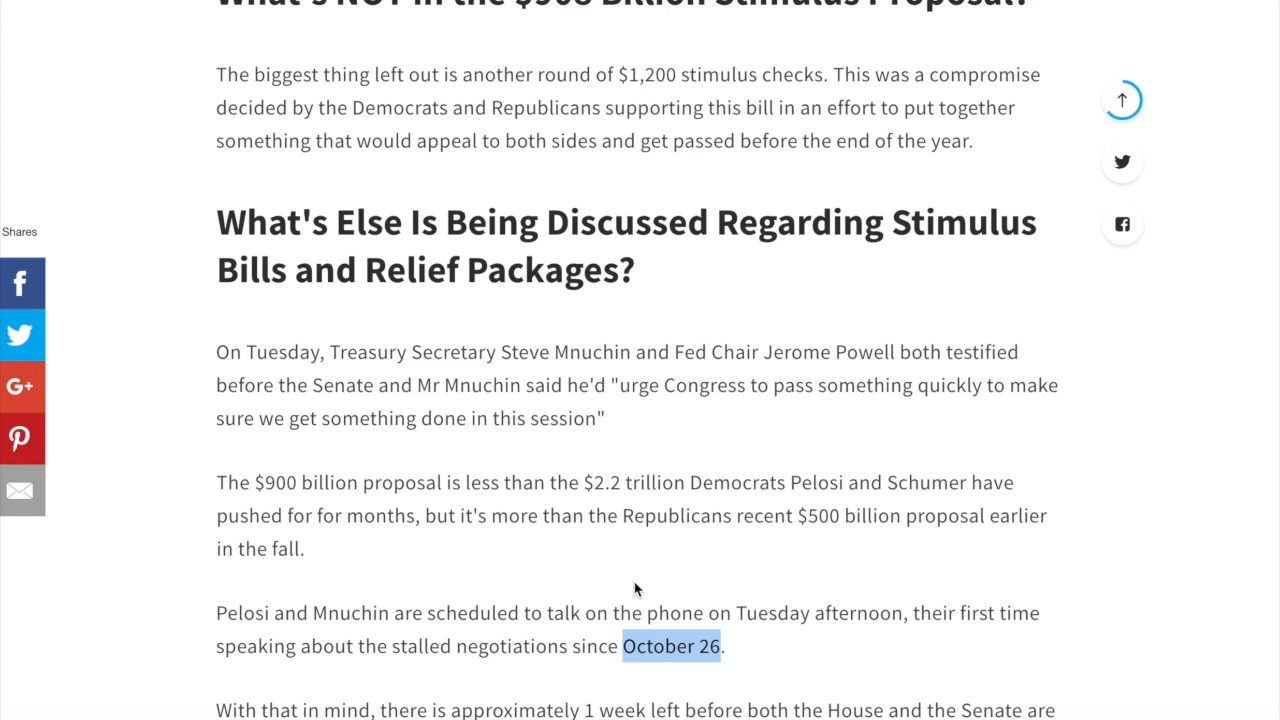 What's NOT in the $908 Billion Stimulus Proposal?
The biggest thing left out is another round of $1,200 stimulus checks. This was a compromise
decided by the Democrats and Republicans supporting this bill in an effort to put together
something that would appeal to both sides and get passed before the end of the year.
What's Else Is Being Discussed Regarding Stimulus
Bills and Relief Packages?
Shares
f
G+
On Tuesday, Treasury Secretary Steve Mnuchin and Fed Chair Jerome Powell both testified
before the Senate and Mr Mnuchin said he'd "urge Congress to pass something quickly to make
sure we get something done in this session"
The $900 billion proposal is less than the $2.2 trillion Democrats Pelosi and Schumer have
pushed for for months, but it's more than the Republicans recent $500 billion proposal earlier
in the fall.
Pelosi and Mnuchin are scheduled to talk on the phone on Tuesday afternoon, their first time
speaking about the stalled negotiations since October 26.
With that in mind, there is approximately 1 week left before both the House and the Senate are